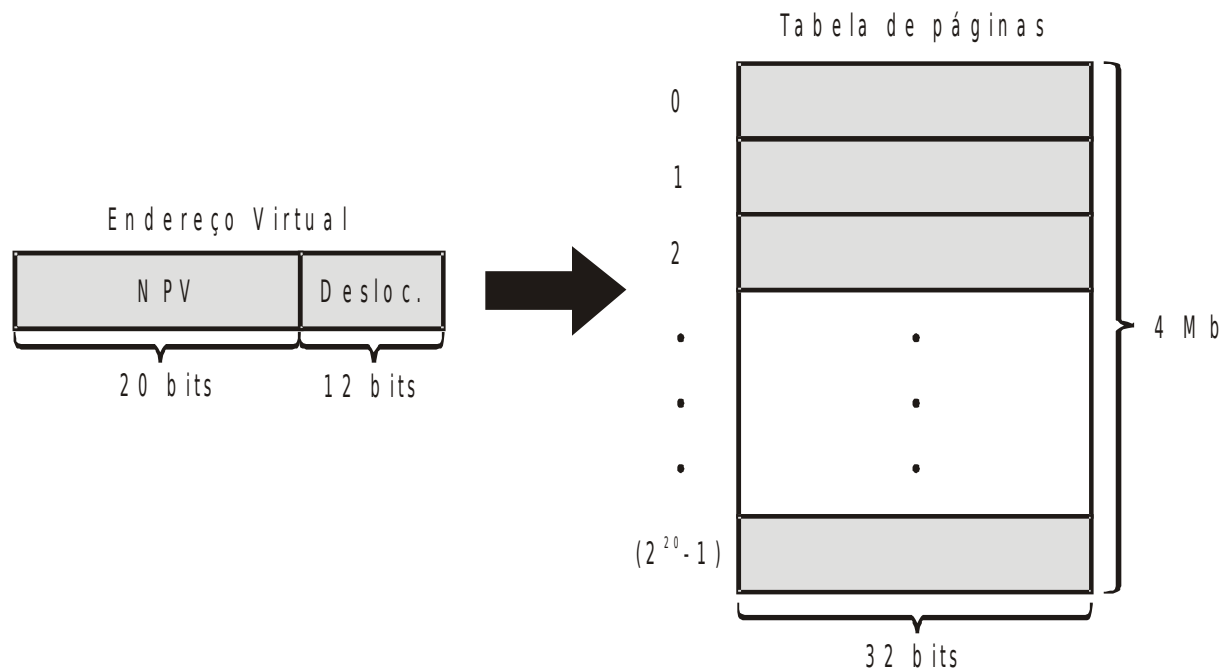 Tabela de páginas
0
1
2
Endereço Virtual
NPV Desloc.
20 bits 12 bits
4 Mb
(2²⁰-1)
32 bits